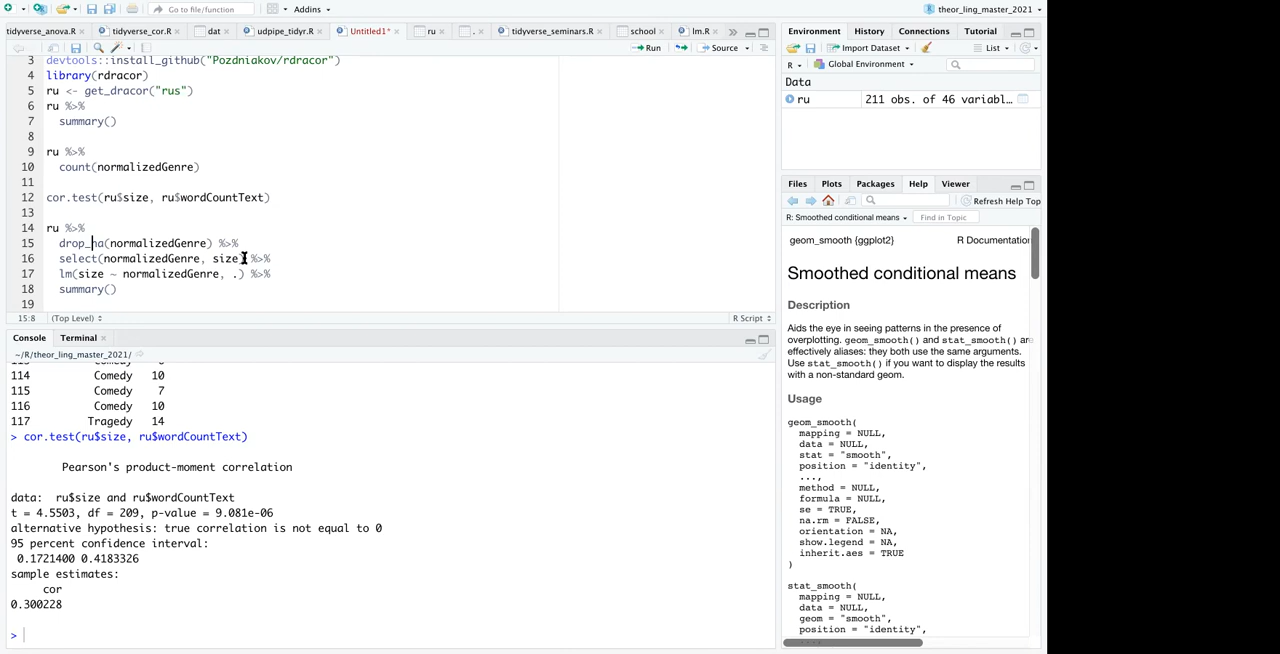 Go to file/function
Addins
theor_ling_master_2021
tidyverse_anova.R
tidyverse_cor.R
dat
udpipe_tidyr.R
Untitled1*
ru
.
tidyverse_seminars.R
school
lm.R
Run
Source
3 devtools::install_github("Pozdniakov/rdracor")
4 library(rdracor)
5 ru <- get_dracor("rus")
6 ru %>%
7 summary()
8
9 ru %>%
10 count(normalizedGenre)
11
12 cor.test(ru$size, ru$wordCountText)
13
14 ru %>%
15 drop_na(normalizedGenre) %>%
16 select(normalizedGenre, size) %>%
17 lm(size ~ normalizedGenre, .) %>%
18 summary()
19
15:8 (Top Level) R Script
Console Terminal
~/R/theor_ling_master_2021/
114 Comedy 10
115 Comedy 7
116 Comedy 10
117 Tragedy 14
> cor.test(ru$size, ru$wordCountText)
Pearson's product-moment correlation
data: ru$size and ru$wordCountText
t = 4.5503, df = 209, p-value = 9.081e-06
alternative hypothesis: true correlation is not equal to 0
95 percent confidence interval:
0.1721400 0.4183326
sample estimates:
cor
0.300228
>
Environment History Connections Tutorial
Import Dataset List
R Global Environment
Data
ru 211 obs. of 46 variabl…
Files Plots Packages Help Viewer
Refresh Help Top
R: Smoothed conditional means Find in Topic
geom_smooth {ggplot2} R Documentation
Smoothed conditional means
Description
Aids the eye in seeing patterns in the presence of
overplotting. geom_smooth() and stat_smooth() are
effectively aliases: they both use the same arguments.
Use stat_smooth() if you want to display the results
with a non-standard geom.
Usage
geom_smooth(
mapping = NULL,
data = NULL,
stat = "smooth",
position = "identity",
...,
method = NULL,
formula = NULL,
se = TRUE,
na.rm = FALSE,
orientation = NA,
show.legend = NA,
inherit.aes = TRUE
)
stat_smooth(
mapping = NULL,
data = NULL,
geom = "smooth",
position = "identity",